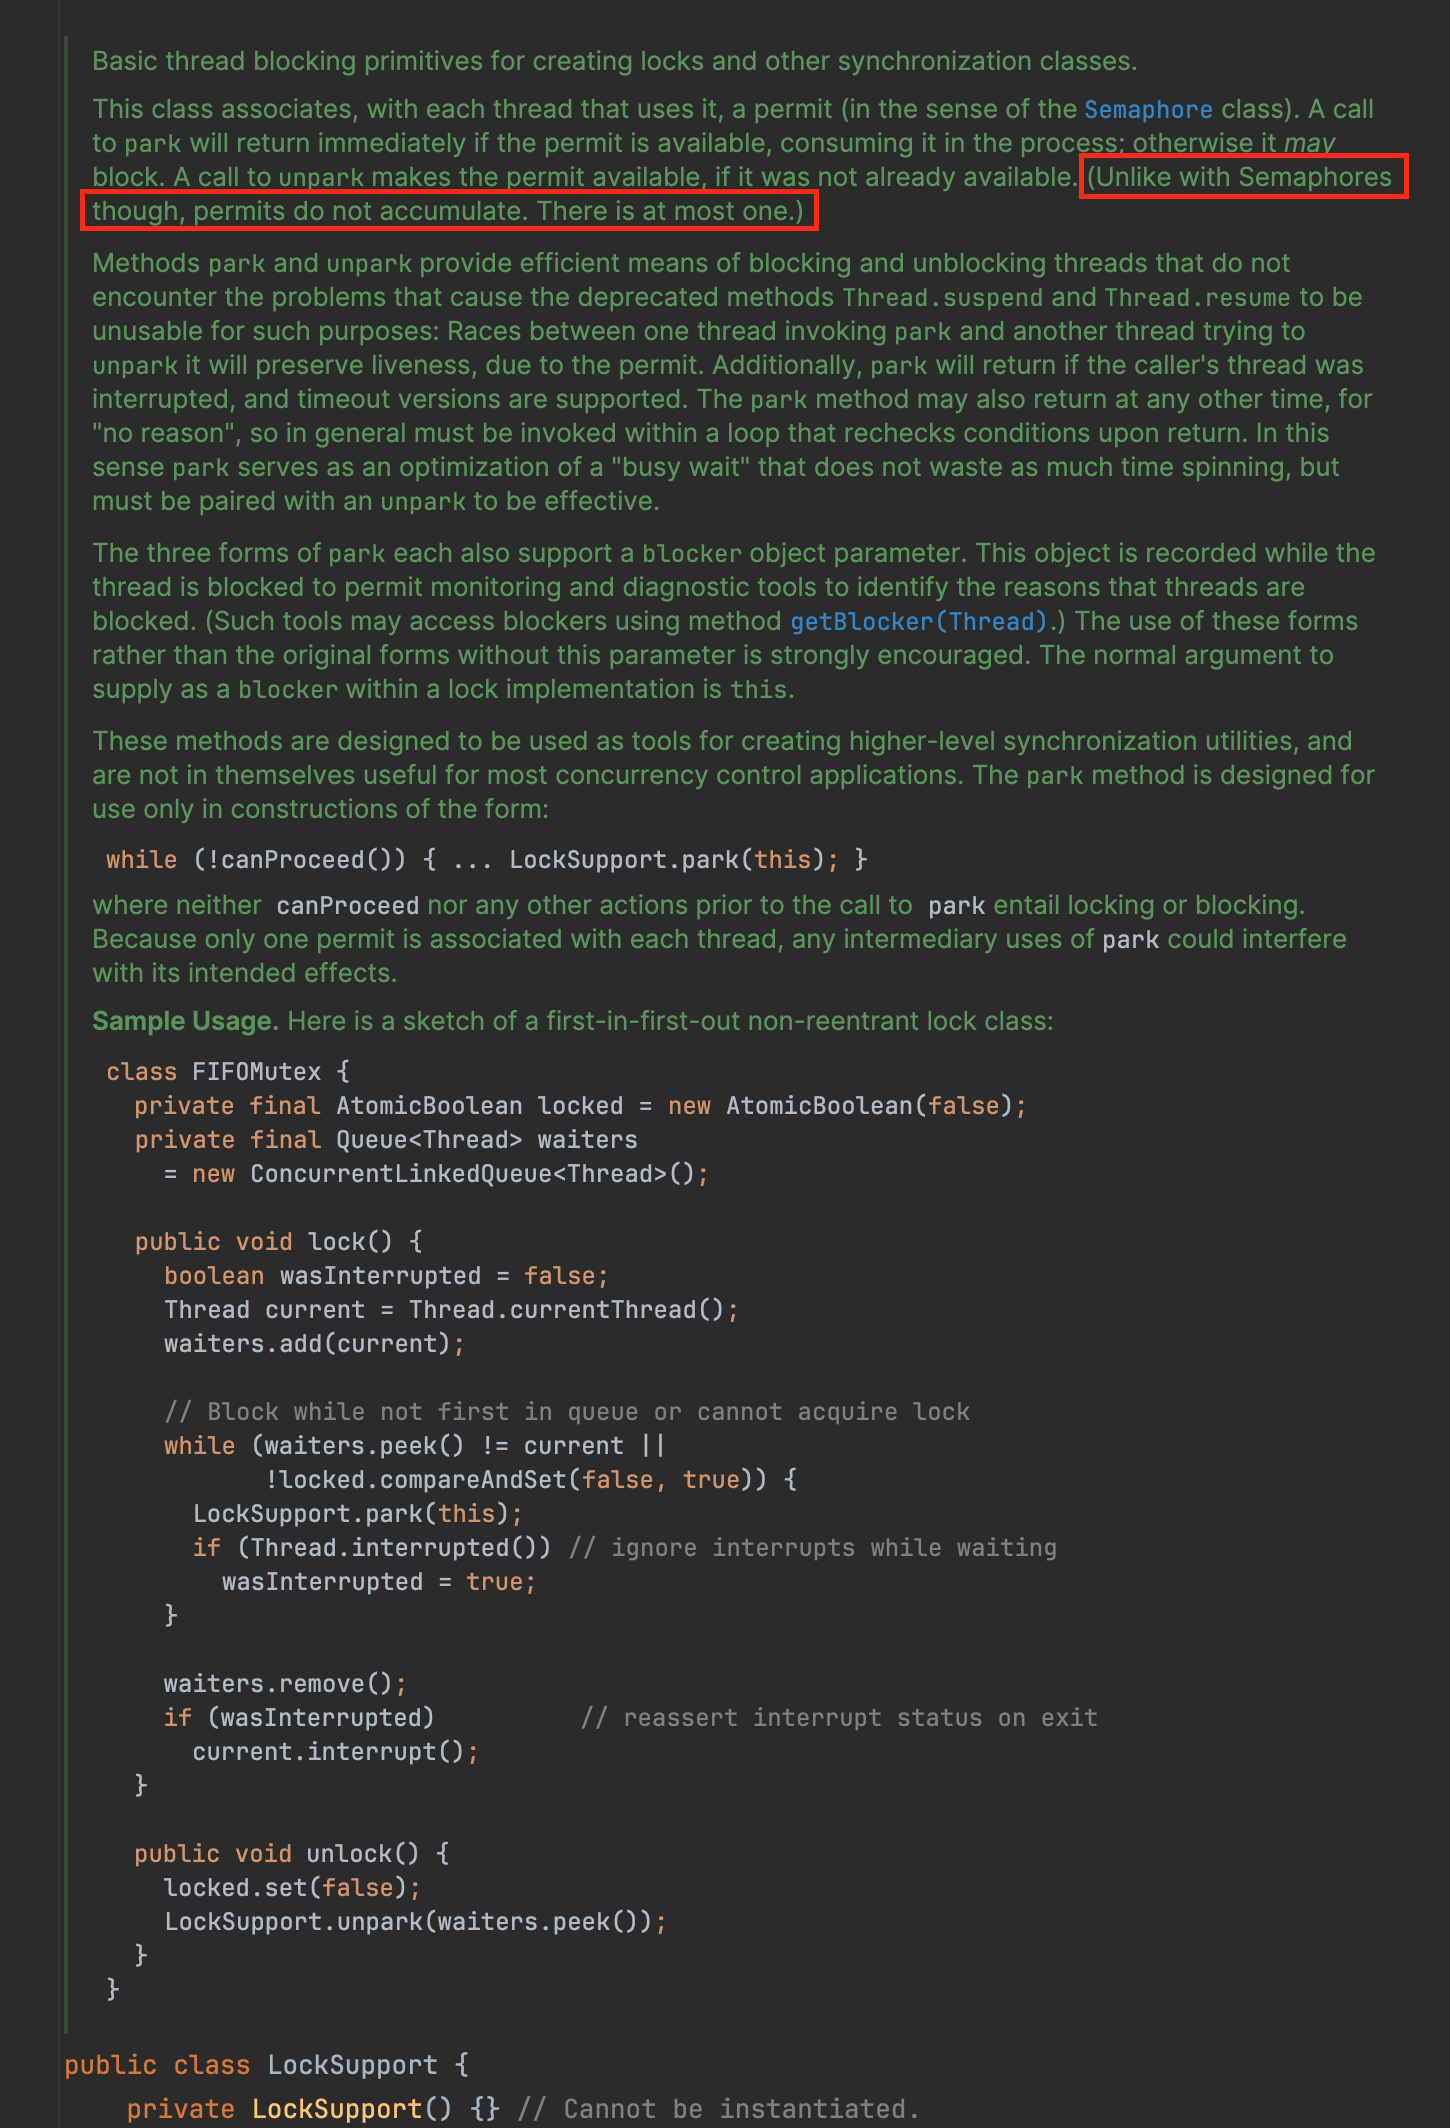 Basic thread blocking primitives for creating locks and other synchronization classes.
This class associates, with each thread that uses it, a permit (in the sense of the Semaphore class). A call
to park will return immediately if the permit is available, consuming it in the process; otherwise it may
block. A call to unpark makes the permit available, if it was not already available. (Unlike with Semaphores
though, permits do not accumulate. There is at most one.)
Methods park and unpark provide efficient means of blocking and unblocking threads that do not
encounter the problems that cause the deprecated methods Thread.suspend and Thread.resume to be
unusable for such purposes: Races between one thread invoking park and another thread trying to
unpark it will preserve liveness, due to the permit. Additionally, park will return if the caller's thread was
interrupted, and timeout versions are supported. The park method may also return at any other time, for
"no reason", so in general must be invoked within a loop that rechecks conditions upon return. In this
sense park serves as an optimization of a "busy wait" that does not waste as much time spinning, but
must be paired with an unpark to be effective.
The three forms of park each also support a blocker object parameter. This object is recorded while the
thread is blocked to permit monitoring and diagnostic tools to identify the reasons that threads are
blocked. (Such tools may access blockers using method getBlocker(Thread).) The use of these forms
rather than the original forms without this parameter is strongly encouraged. The normal argument to
supply as a blocker within a lock implementation is this.
These methods are designed to be used as tools for creating higher-level synchronization utilities, and
are not in themselves useful for most concurrency control applications. The park method is designed for
use only in constructions of the form:
while (!canProceed()) { ... LockSupport.park(this); }
where neither canProceed nor any other actions prior to the call to park entail locking or blocking.
Because only one permit is associated with each thread, any intermediary uses of park could interfere
with its intended effects.
Sample Usage. Here is a sketch of a first-in-first-out non-reentrant lock class:
class FIFOMutex {
private final AtomicBoolean locked = new AtomicBoolean(false);
private final Queue<Thread> waiters
= new ConcurrentLinkedQueue<Thread>();
public void lock() {
boolean wasInterrupted = false;
Thread current = Thread.currentThread();
waiters.add(current);
// Block while not first in queue or cannot acquire lock
while (waiters.peek() != current ||
!locked.compareAndSet(false, true)) {
LockSupport.park(this);
if (Thread.interrupted()) // ignore interrupts while waiting
wasInterrupted = true;
}
waiters.remove();
if (wasInterrupted) // reassert interrupt status on exit
current.interrupt();
}
public void unlock() {
locked.set(false);
LockSupport.unpark(waiters.peek());
}
}
public class LockSupport {
private LockSupport() {} // Cannot be instantiated.